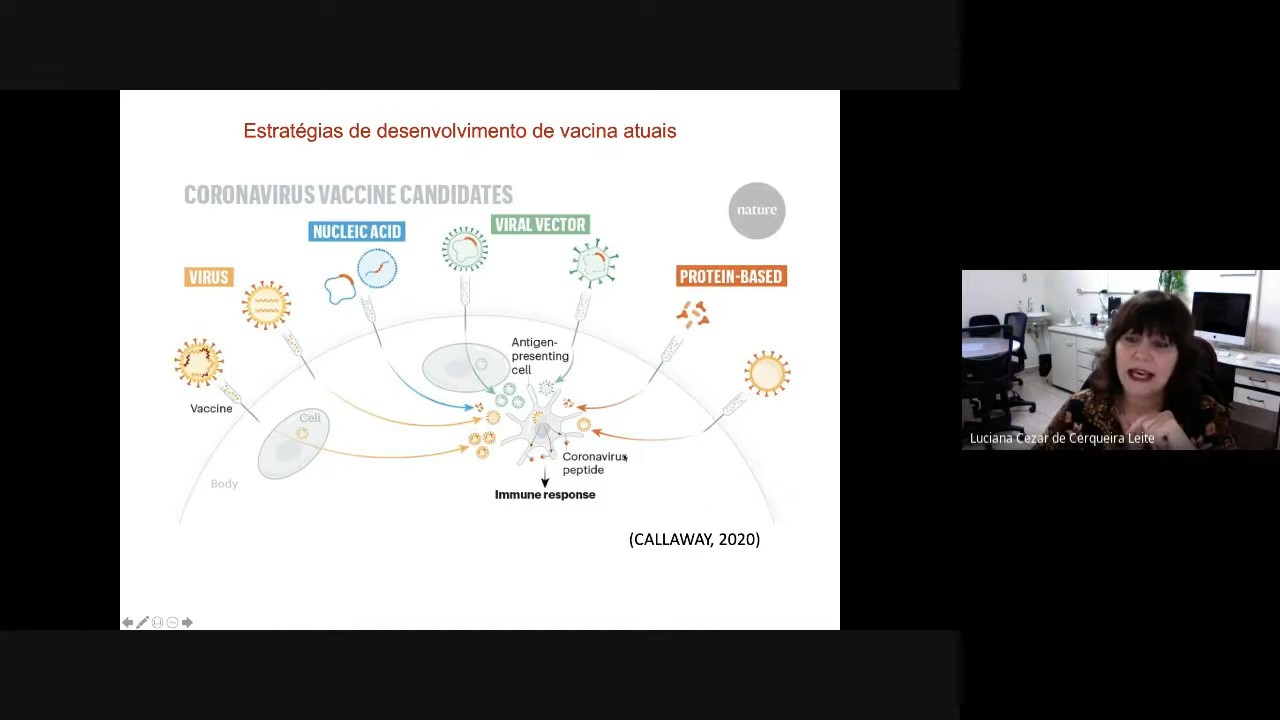 Estratégias de desenvolvimento de vacina atuais
CORONAVIRUS VACCINE CANDIDATES
nature
NUCLEIC ACID
VIRAL VECTOR
VIRUS
PROTEIN-BASED
Antigen-
presenting
cell
Vaccine
Cell
Coronavirus
peptide
Body
Immune response
(CALLAWAY, 2020)
Luciana Cezar de Cerqueira Leite